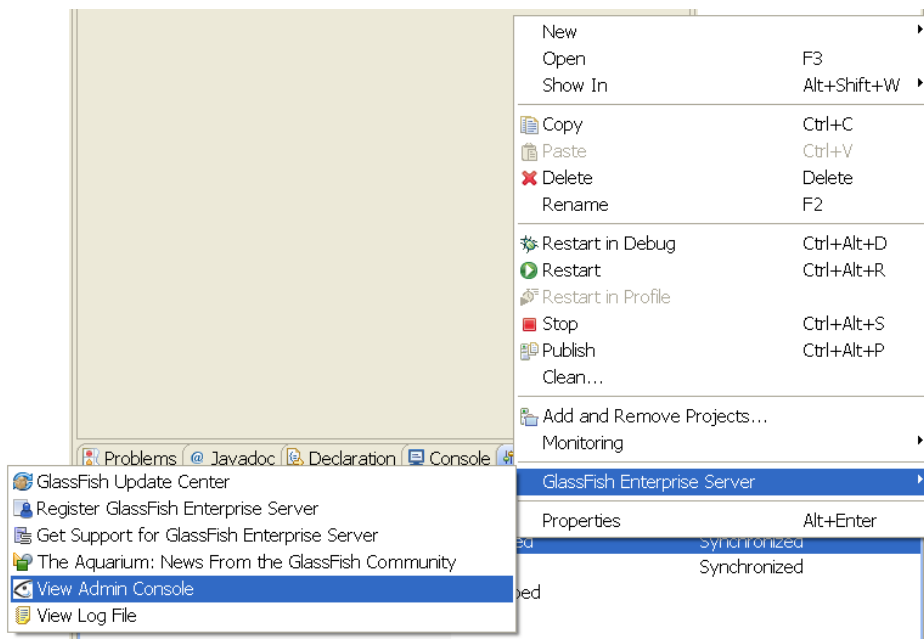 New
Open F3
Show In Alt+Shift+W
Copy Ctrl+C
Paste Ctrl+V
Delete Delete
Rename F2
Restart in Debug Ctrl+Alt+D
Restart Ctrl+Alt+R
Restart in Profile
Stop Ctrl+Alt+S
Publish Ctrl+Alt+P
Clean...
Add and Remove Projects...
Monitoring
GlassFish Enterprise Server
Properties Alt+Enter
Problems @ Javadoc Declaration Console
GlassFish Update Center
Register GlassFish Enterprise Server
Get Support for GlassFish Enterprise Server
The Aquarium: News From the GlassFish Community
View Admin Console
View Log File
ed Synchronized
Synchronized
ped